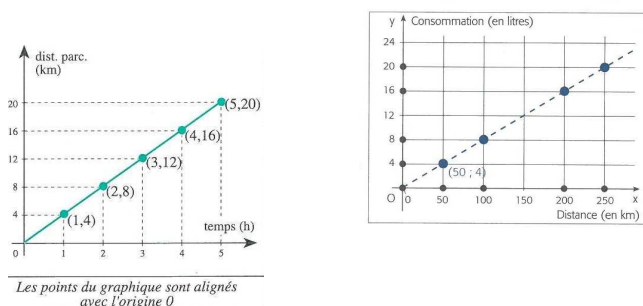 dist. parc.
(km)
20
16
12
8
4
0
1
2
3
4
5
(1,4)
(2,8)
(3,12)
(4,16)
(5,20)
temps (h)
Les points du graphique sont alignés
avec l'origine 0
y
Consommation (en litres)
24
20
16
8
4
(50 ; 4)
O
0
50
100
150
200
250
x
Distance (en km)